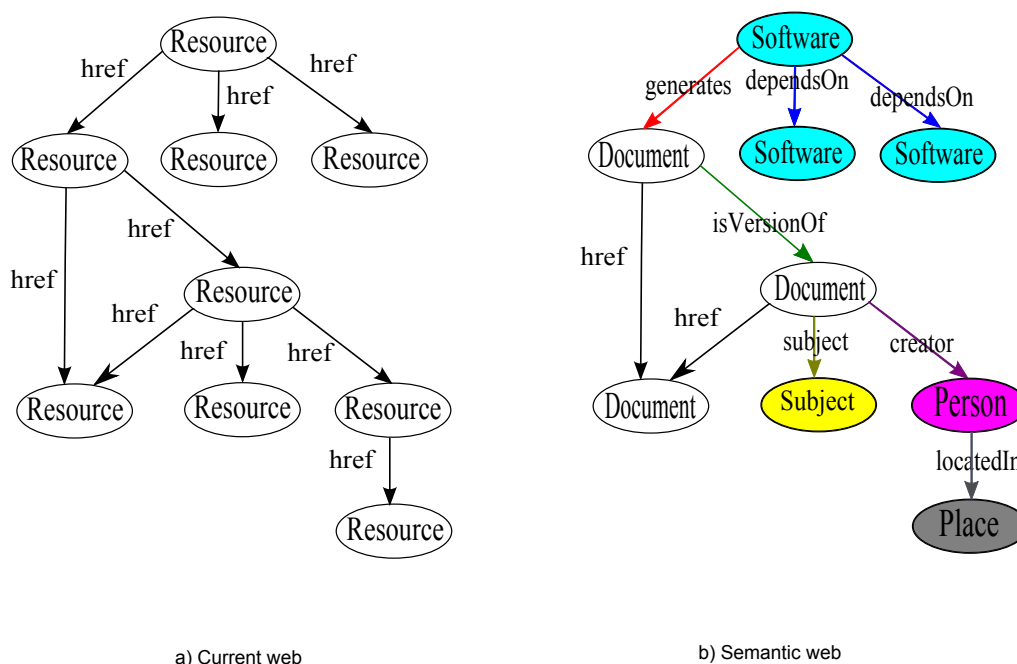 Resource
href
href
href
Resource
Resource
Resource
href
href
Resource
href
href
href
Resource
Resource
Resource
href
Resource
a) Current web
Software
generates
dependsOn
dependsOn
Document
Software
Software
isVersionOf
href
Document
href
subject
creator
Document
Subject
Person
locatedIn
Place
b) Semantic web